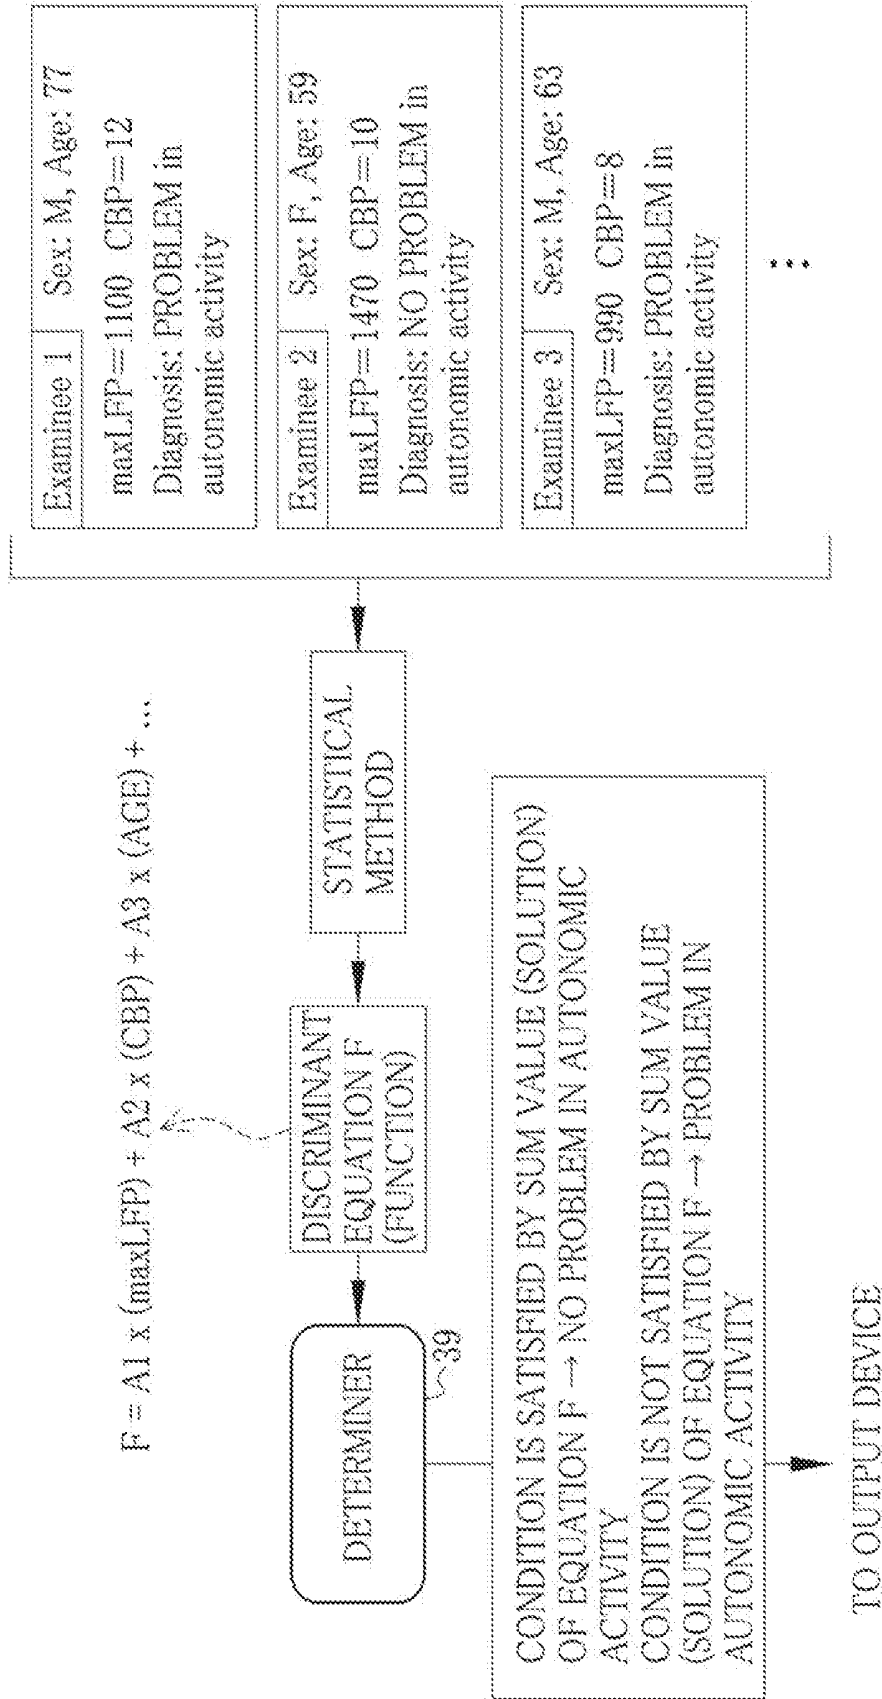 F = A1 x (maxLFP) + A2 x (CBP) + A3 x (AGE) + ...
Examinee 1
Sex: M, Age: 77
maxLFP=1100 CBP=12
Diagnosis: PROBLEM in
autonomic activity
Examinee 2
Sex: F, Age: 59
maxLFP=1470 CBP=10
Diagnosis: NO PROBLEM in
autonomic activity
Examinee 3
Sex: M, Age: 63
maxLFP=990 CBP=8
Diagnosis: PROBLEM in
autonomic activity
...
STATISTICAL
METHOD
DISCRIMINANT
EQUATION F
(FUNCTION)
DETERMINER
39
CONDITION IS SATISFIED BY SUM VALUE (SOLUTION)
OF EQUATION F → NO PROBLEM IN AUTONOMIC
ACTIVITY
CONDITION IS NOT SATISFIED BY SUM VALUE
(SOLUTION) OF EQUATION F → PROBLEM IN
AUTONOMIC ACTIVITY
TO OUTPUT DEVICE